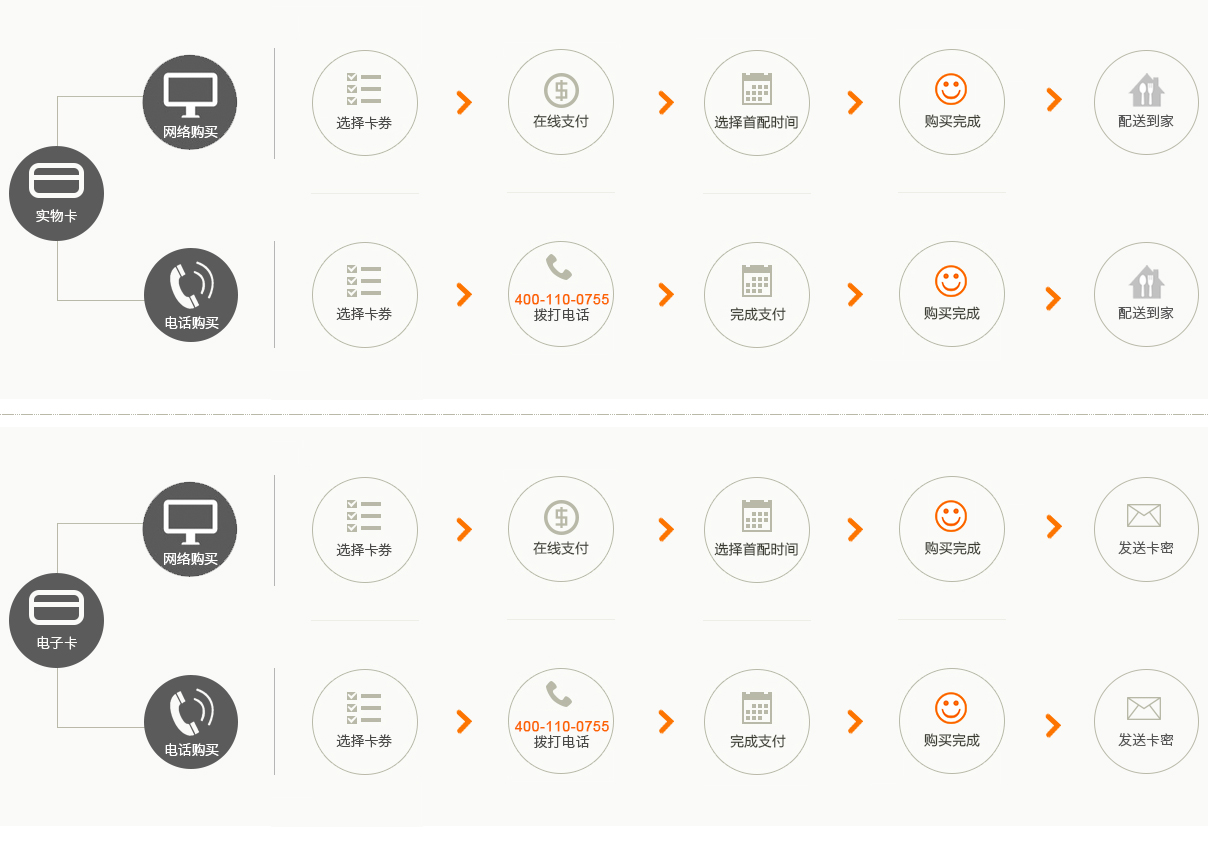 实物卡
网络购买
选择卡券
在线支付
选择首配时间
购买完成
配送到家
电话购买
选择卡券
400-110-0755
拨打电话
完成支付
购买完成
配送到家
电子卡
网络购买
选择卡券
在线支付
选择首配时间
购买完成
发送卡密
电话购买
选择卡券
400-110-0755
拨打电话
完成支付
购买完成
发送卡密